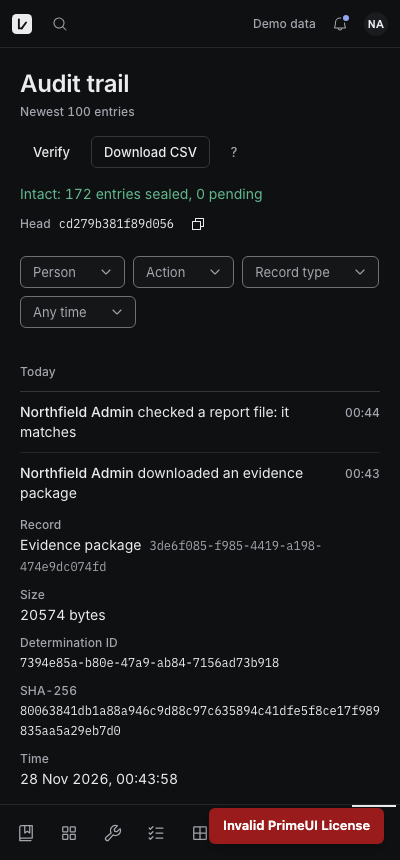 Demo data
NA
Audit trail
Newest 100 entries
Verify
Download CSV
?
Intact: 172 entries sealed, 0 pending
Head cd279b381f89d056
Person
Action
Record type
Any time
Today
Northfield Admin checked a report file: it 00:44
matches
Northfield Admin downloaded an evidence 00:43
package
Record
Evidence package 3de6f085-f985-4419-a198-
474e9dc074fd
Size
20574 bytes
Determination ID
7394e85a-b80e-47a9-ab84-7156ad73b918
SHA-256
80063841db1a88a946c9d88c97c635894c41dfe5f8ce17f989
835aa5a29eb7d0
Time
28 Nov 2026, 00:43:58
Invalid PrimeUI License